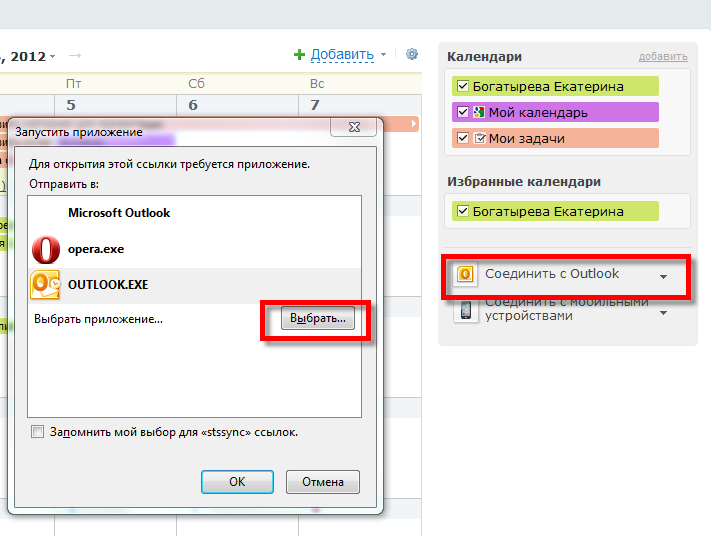 , 2012
Добавить
Пт Сб Вс
5 6 7
Запустить приложение
Для открытия этой ссылки требуется приложение.
Отправить в:
Microsoft Outlook
opera.exe
OUTLOOK.EXE
Выбрать приложение...
Выбрать...
Запомнить мой выбор для «stssync» ссылок.
OK
Отмена
Календари
добавить
Богатырева Екатерина
Мой календарь
Мои задачи
Избранные календари
Богатырева Екатерина
Соединить с Outlook
Соединить с мобильными
устройствами